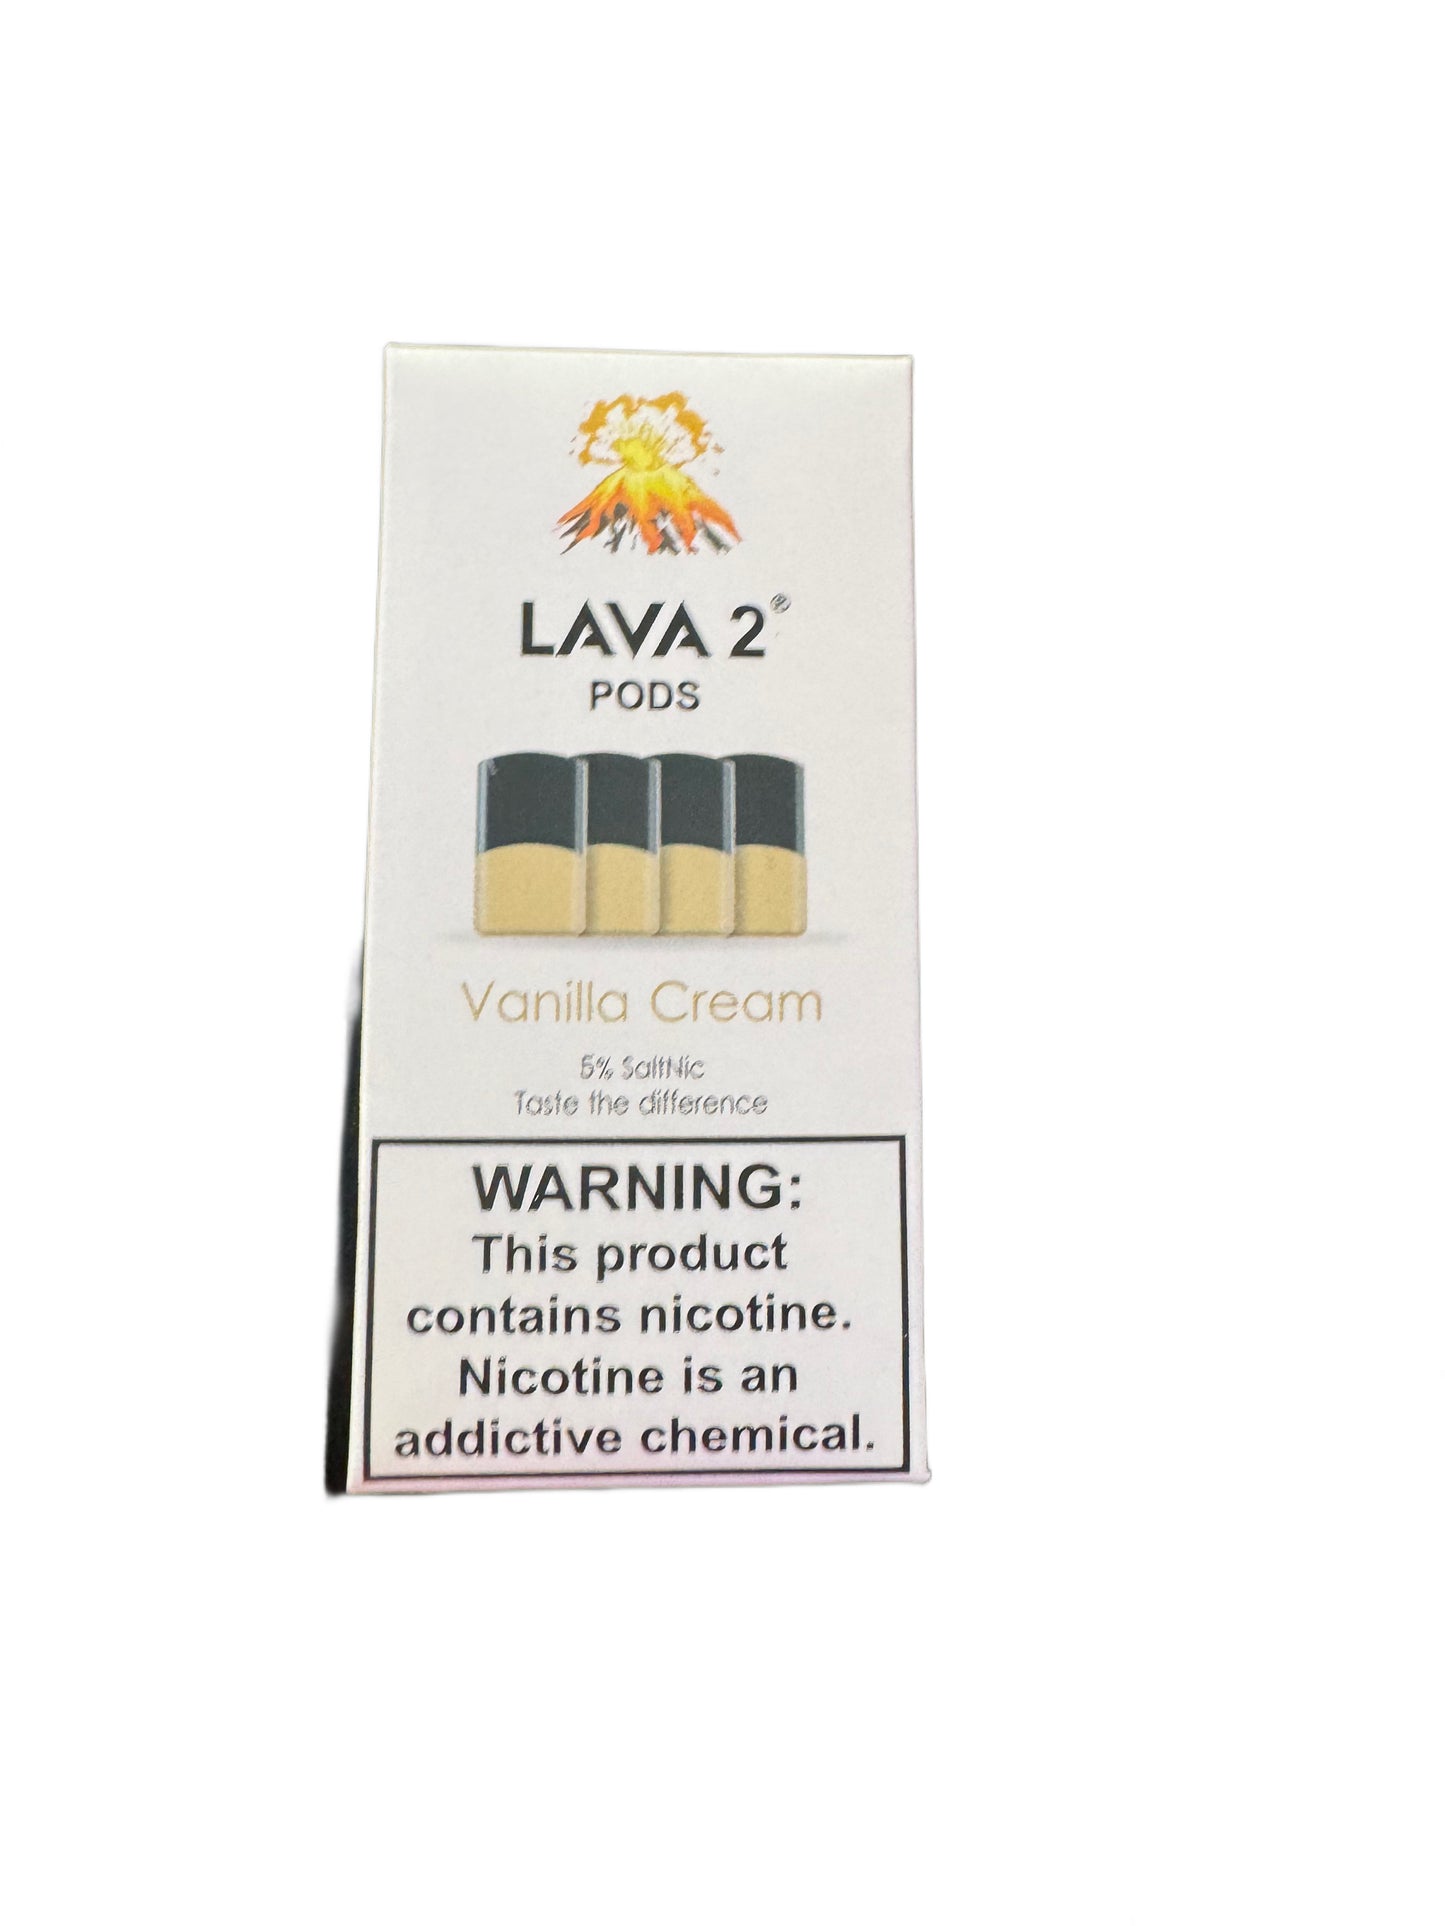 LAVA 2®
PODS
Vanilla Cream
5% SaltNic
Taste the difference
WARNING:
This product
contains nicotine.
Nicotine is an
addictive chemical.